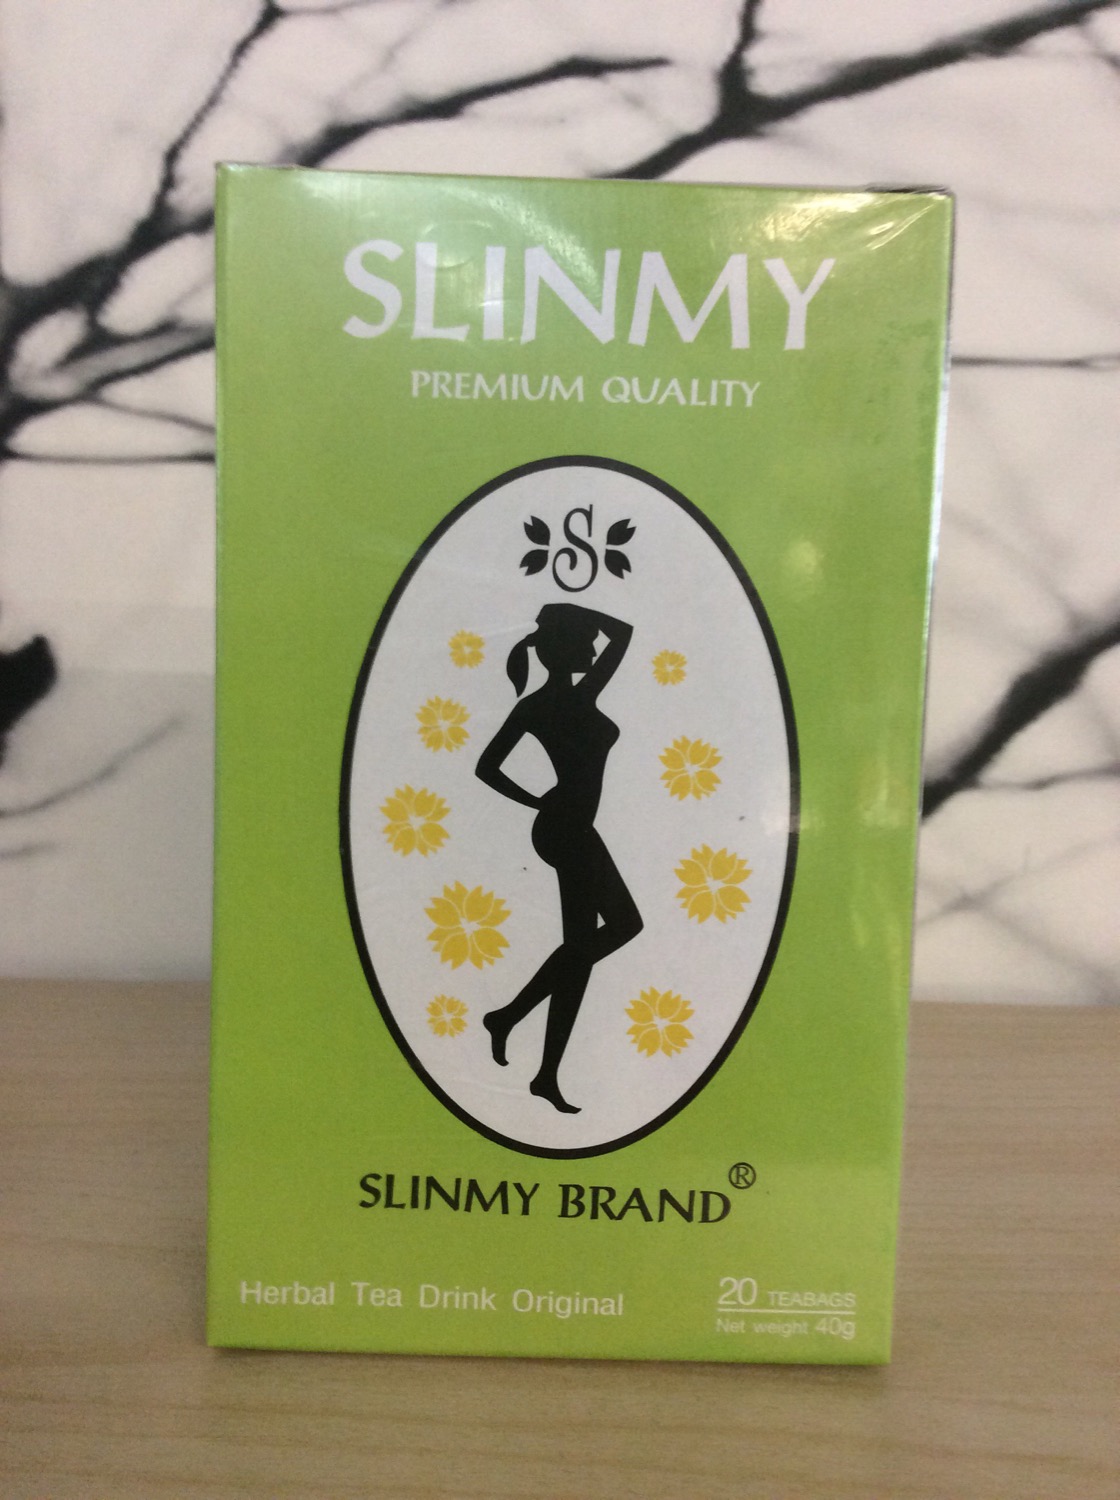 SLINMY
PREMIUM QUALITY
S
SLINMY BRAND®
Herbal Tea Drink Original
20 TEABAGS
Net weight 40g